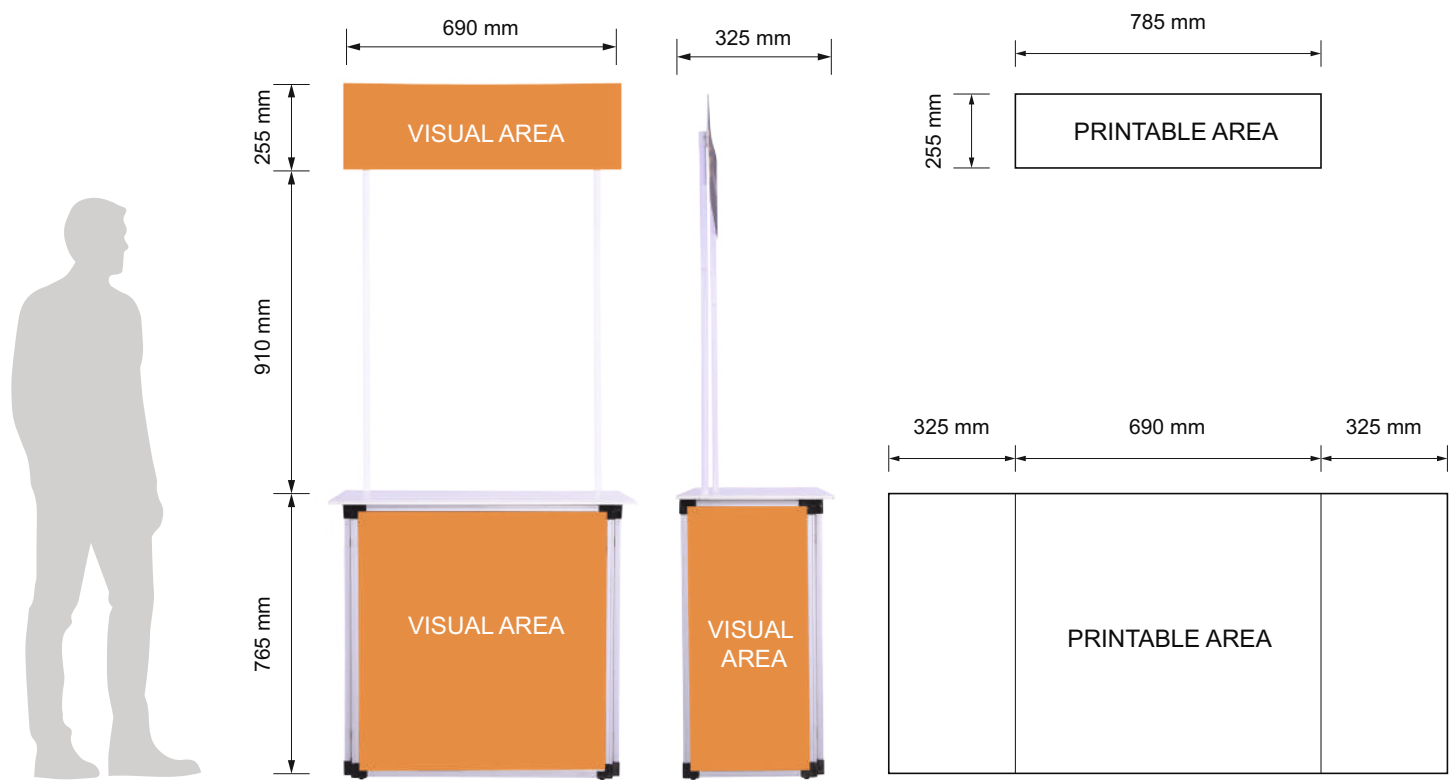 690 mm
325 mm
785 mm
255 mm
VISUAL AREA
255 mm
PRINTABLE AREA
910 mm
325 mm
690 mm
325 mm
765 mm
VISUAL AREA
VISUAL
AREA
PRINTABLE AREA